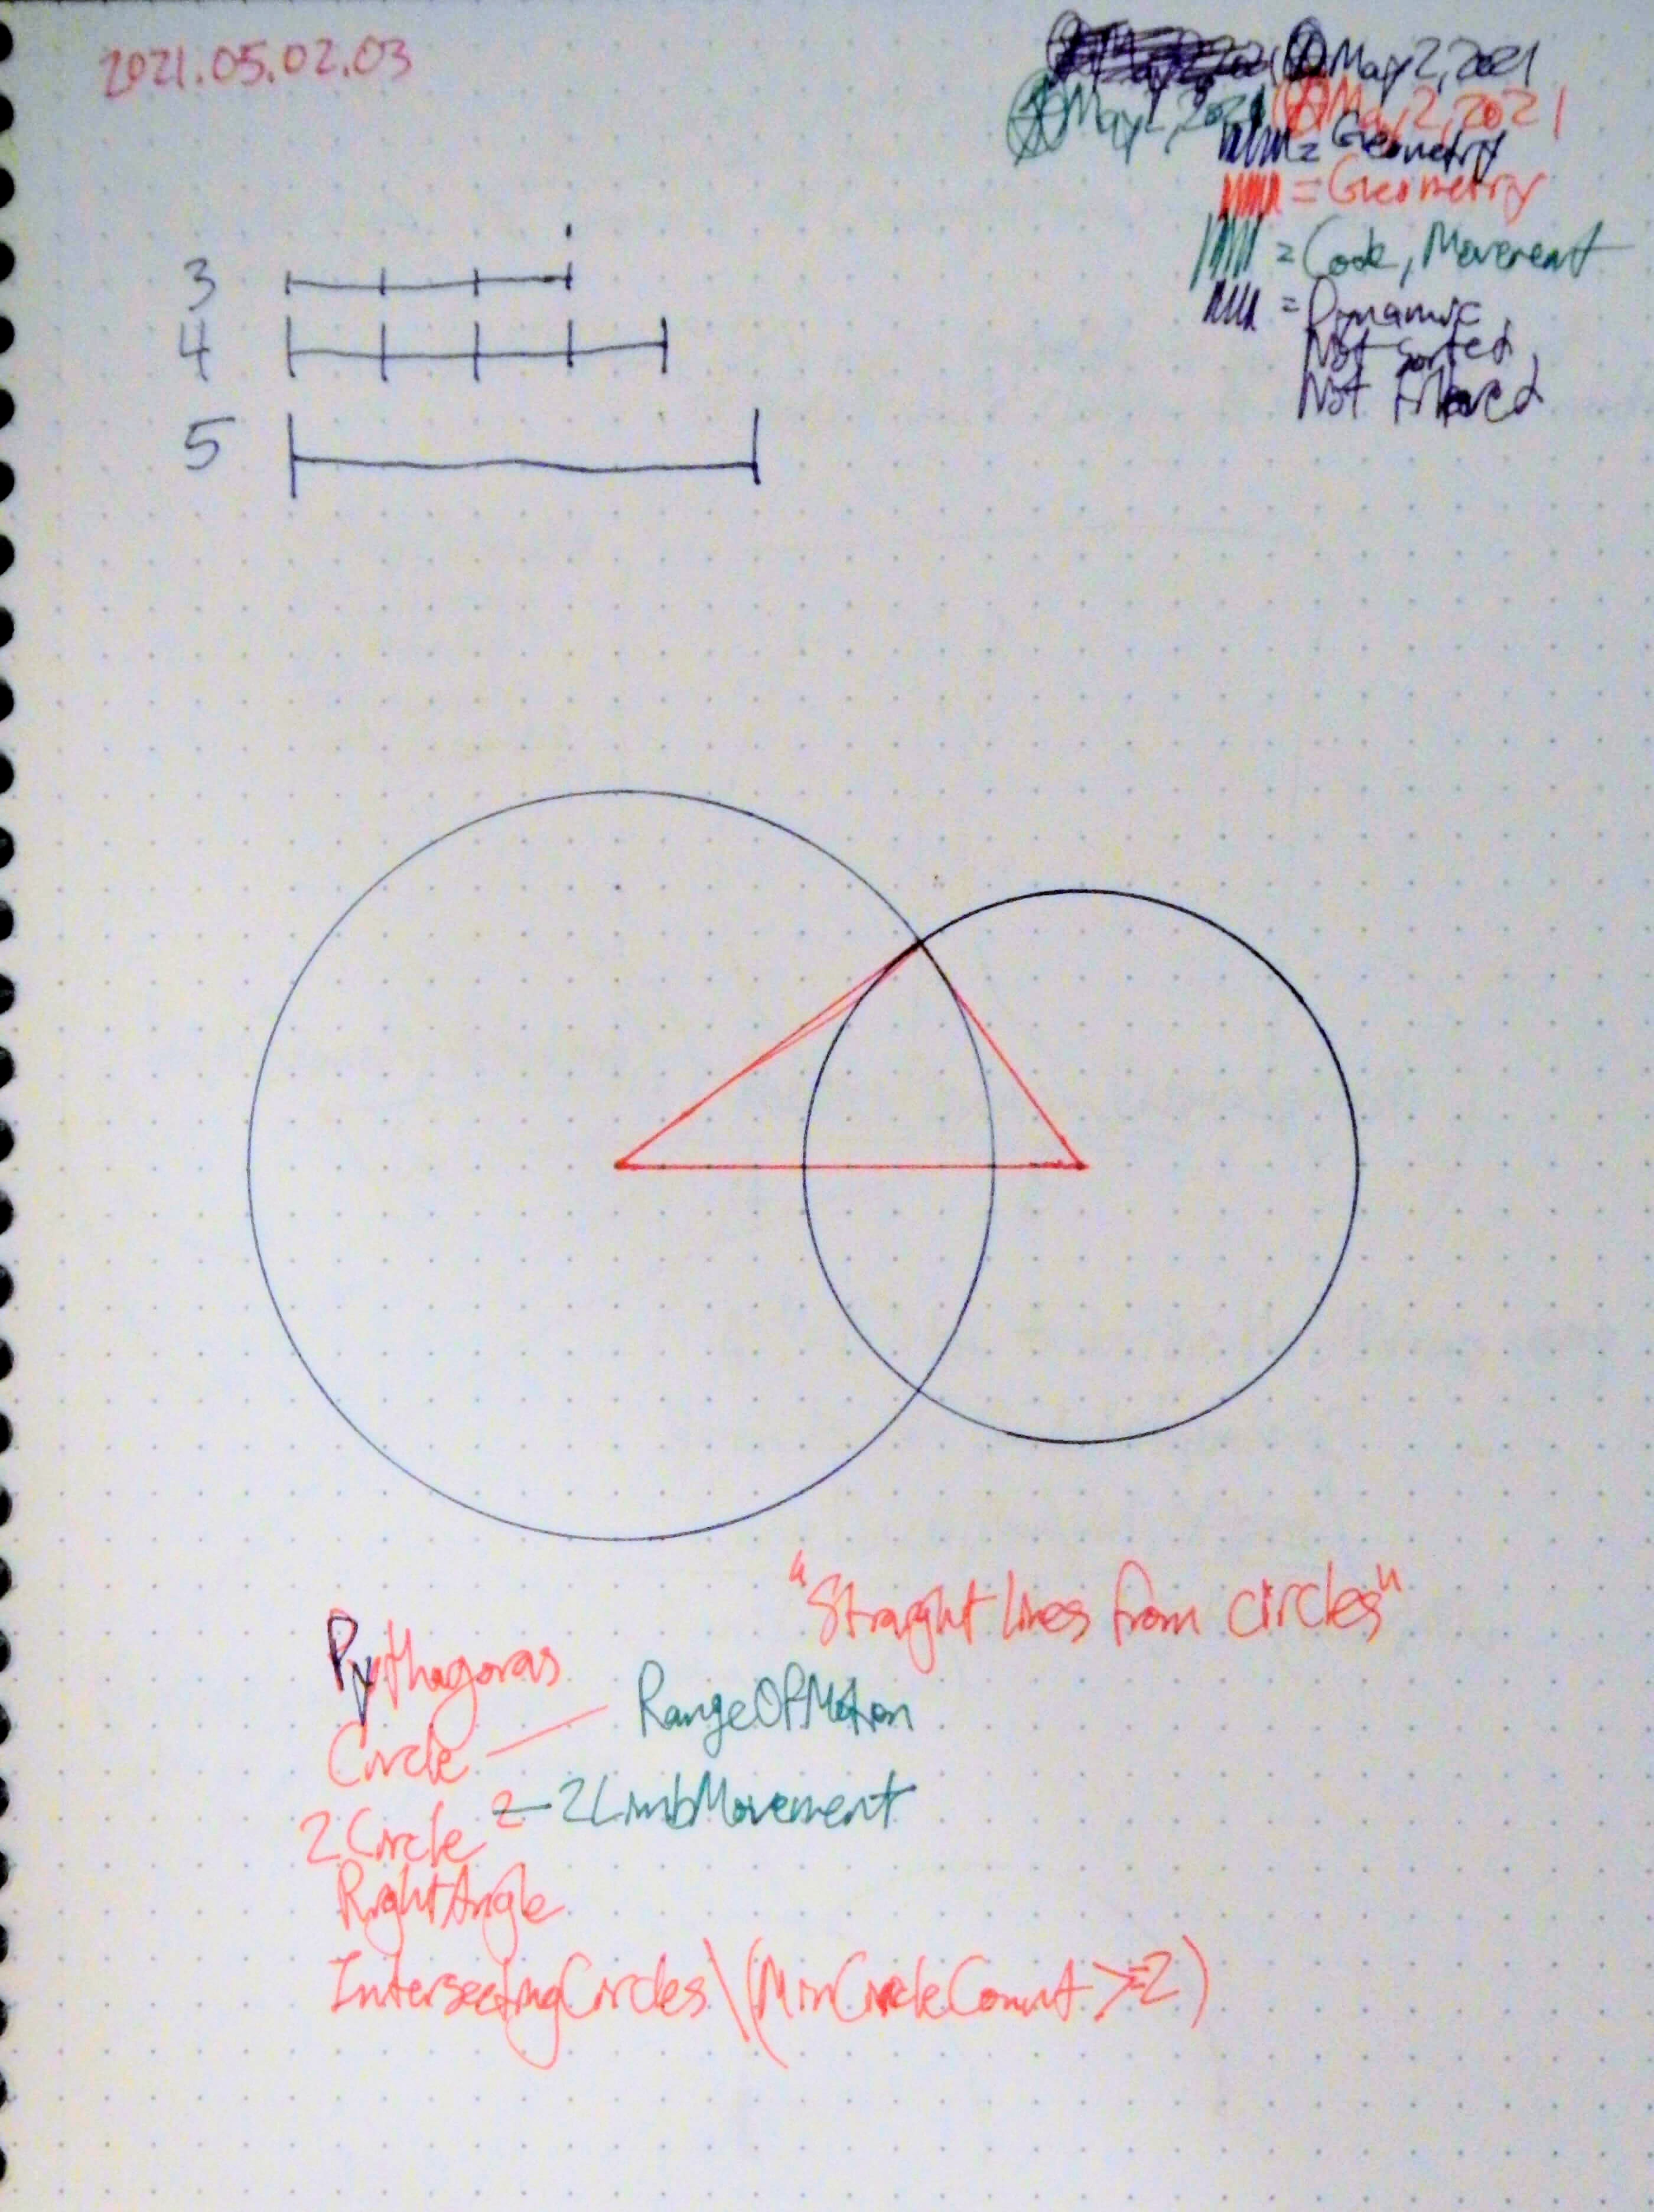 2021.05.02.03
May 2, 2021
May 2, 2021 May 2, 2021
= Geometry
= Geometry
= Code, Movement
= Dynamic,
Not Sorted,
Not Filtered
3
4
5
"Straight lines from circles"
Pythagoras
RangeOfMotion
Circle
2 2LimbMovement
2Circle
RightAngle
IntersectingCircles\(MinCircleCount >=2)